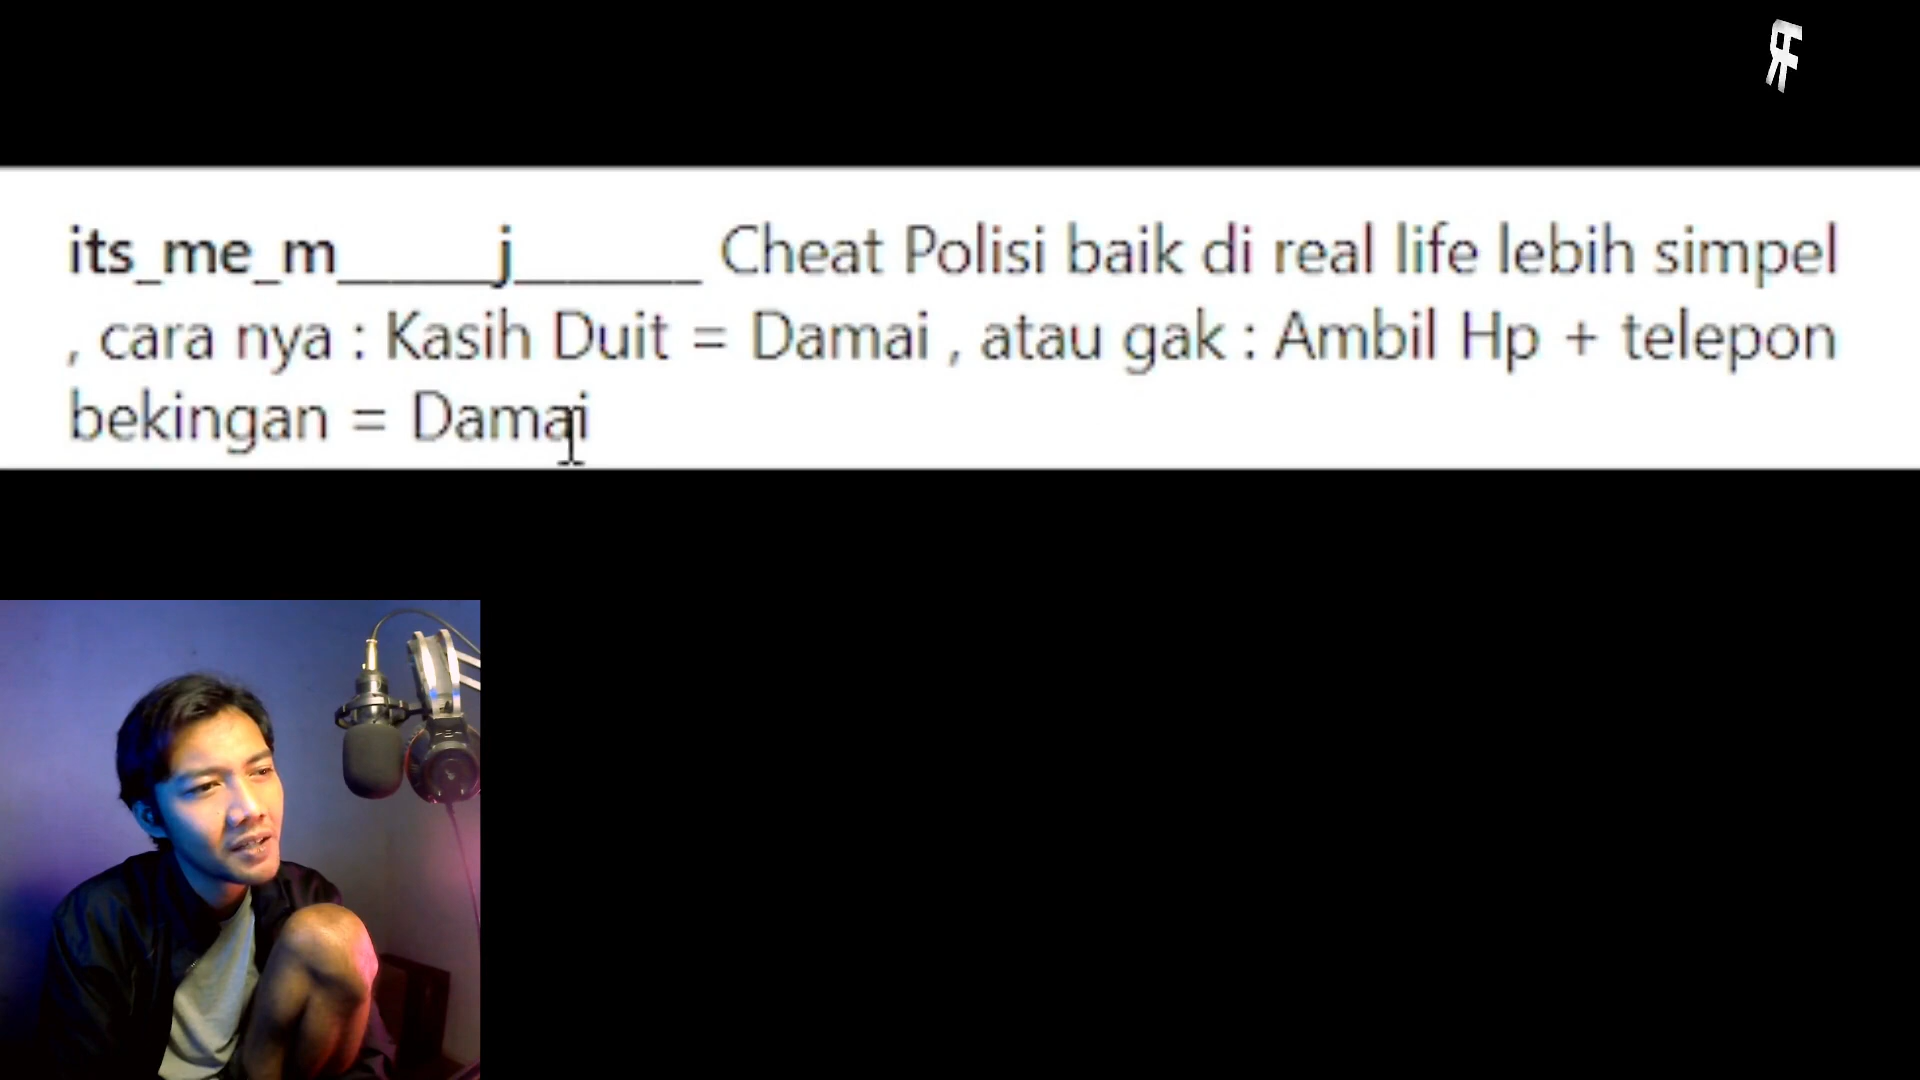 its_me_m______j_______ Cheat Polisi baik di real life lebih simpel
, cara nya : Kasih Duit = Damai , atau gak : Ambil Hp + telepon
bekingan = Damai